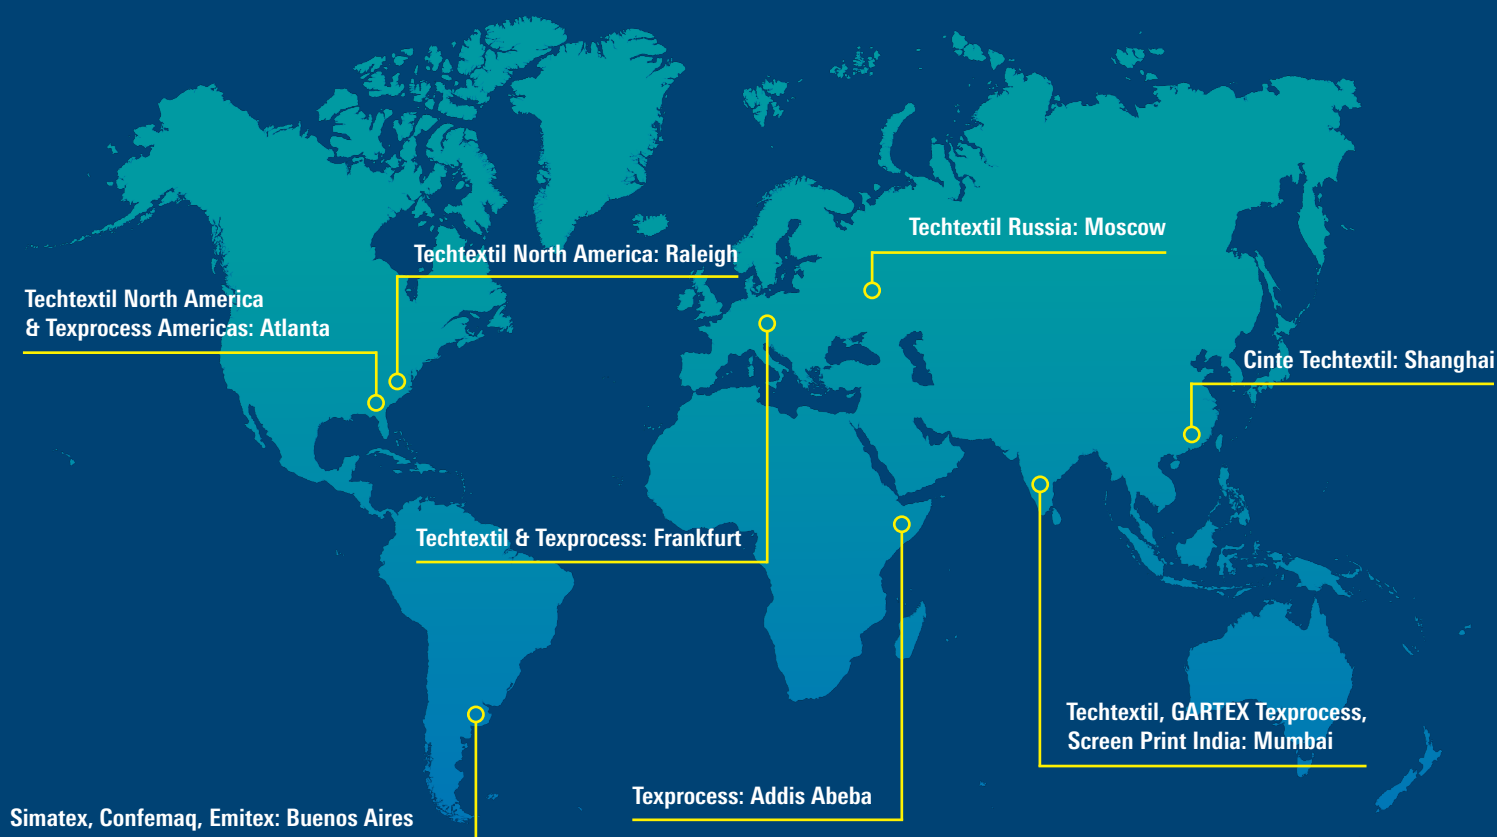 Techtextil Russia: Moscow
Techtextil North America: Raleigh
Techtextil North America
& Texprocess Americas: Atlanta
Cinte Techtextil: Shanghai
Techtextil & Texprocess: Frankfurt
Techtextil, GARTEX Texprocess,
Screen Print India: Mumbai
Texprocess: Addis Abeba
Simatex, Confemaq, Emitex: Buenos Aires